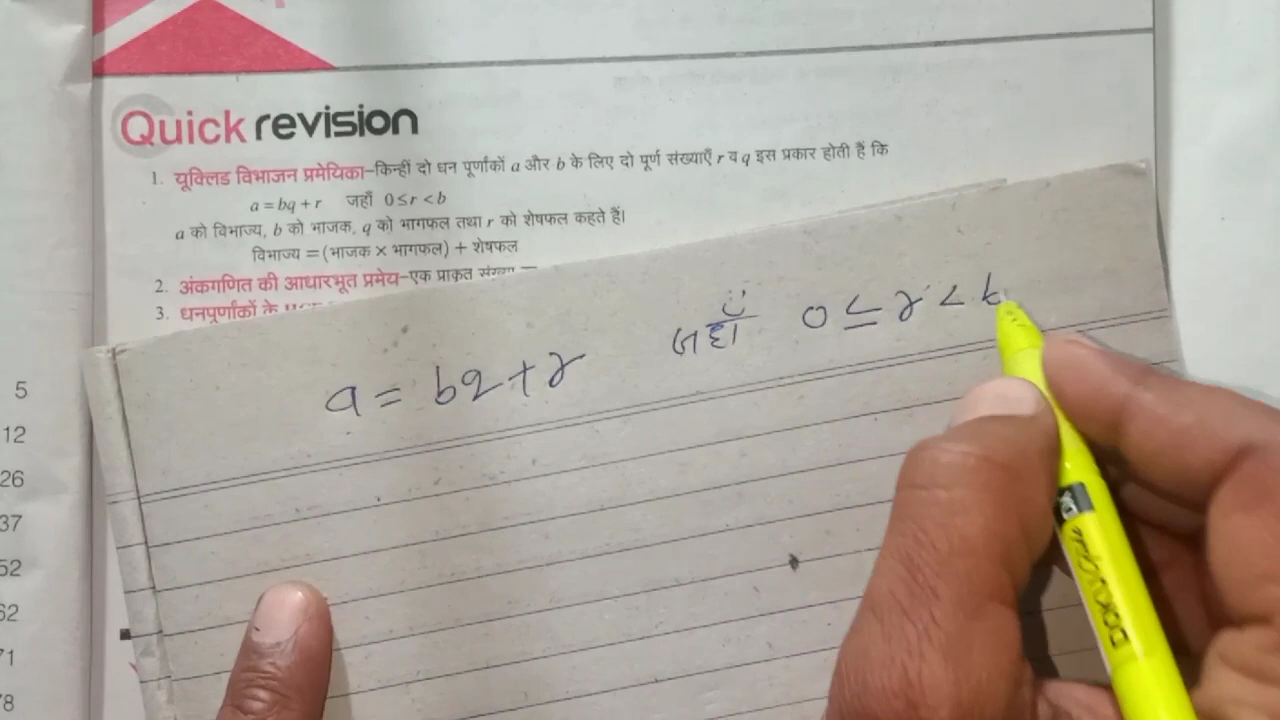 Quick revision
1. यूक्लिड विभाजन प्रमेयिका–किन्हीं दो धन पूर्णांकों a और b के लिए दो पूर्ण संख्याएँ r व q इस प्रकार होती हैं कि
a = bq + r जहाँ 0 ≤ r < b
a को विभाज्य, b को भाजक, q को भागफल तथा r को शेषफल कहते हैं।
विभाज्य = (भाजक × भागफल) + शेषफल
2. अंकगणित की आधारभूत प्रमेय–एक प्राकृत संख्या
3. धनपूर्णांकों के
a = bq + r जहाँ 0 ≤ r < b
5
12
26
37
52
62
71
78